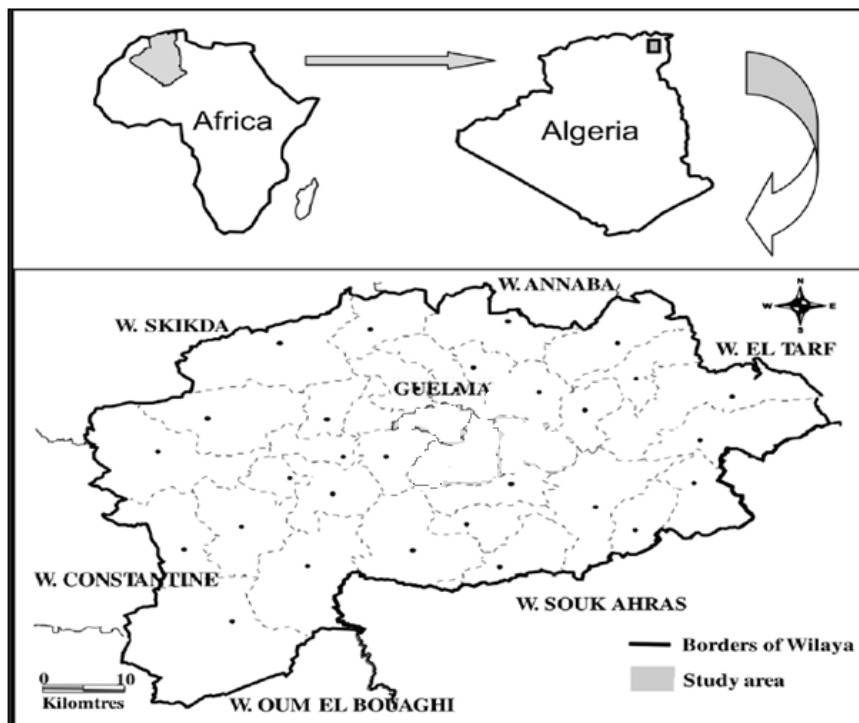 Africa
Algeria
W. ANNABA
N
W E
S
W. SKIKDA
W. EL TARF
GUELMA
W. CONSTANTINE
W. SOUK AHRAS
Borders of Wilaya
0 10
Kilomtres
Study area
W. OUM EL BOUAGHI